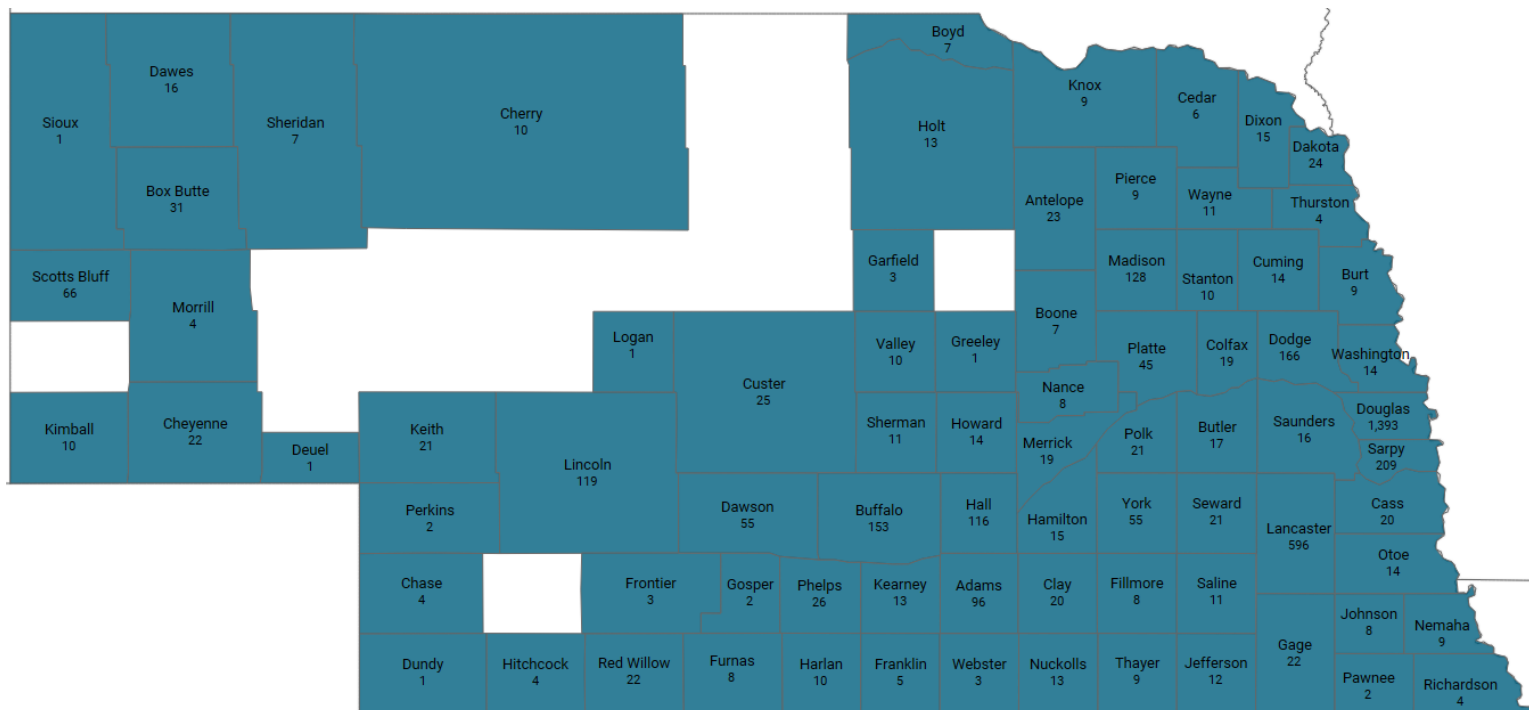 Boyd
7
Dawes
16
Knox
9
Cedar
6
Sioux
1
Sheridan
7
Cherry
10
Holt
13
Dixon
15
Dakota
24
Box Butte
31
Antelope
23
Pierce
9
Wayne
11
Thurston
4
Scotts Bluff
66
Garfield
3
Madison
128
Stanton
10
Cuming
14
Burt
9
Morrill
4
Boone
7
Logan
1
Valley
10
Greeley
1
Platte
45
Colfax
19
Dodge
166
Washington
14
Custer
25
Nance
8
Kimball
10
Cheyenne
22
Keith
21
Sherman
11
Howard
14
Merrick
19
Polk
21
Butler
17
Saunders
16
Douglas
1,393
Deuel
1
Sarpy
209
Lincoln
119
Perkins
2
Dawson
55
Buffalo
153
Hall
116
Hamilton
15
York
55
Seward
21
Lancaster
596
Cass
20
Otoe
14
Chase
4
Frontier
3
Gosper
2
Phelps
26
Kearney
13
Adams
96
Clay
20
Fillmore
8
Saline
11
Johnson
8
Nemaha
9
Gage
22
Dundy
1
Hitchcock
4
Red Willow
22
Furnas
8
Harlan
10
Franklin
5
Webster
3
Nuckolls
13
Thayer
9
Jefferson
12
Pawnee
2
Richardson
4